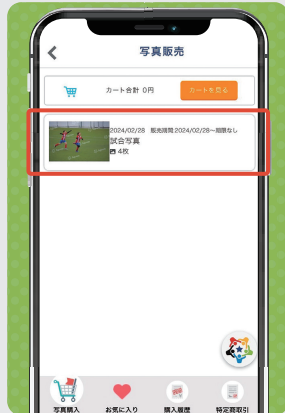 写真販売
カート合計 0円
カートを見る
2024/02/28 販売期間 2024/02/28〜期限なし
試合写真
4枚
写真購入
お気に入り
購入履歴
特定商取引